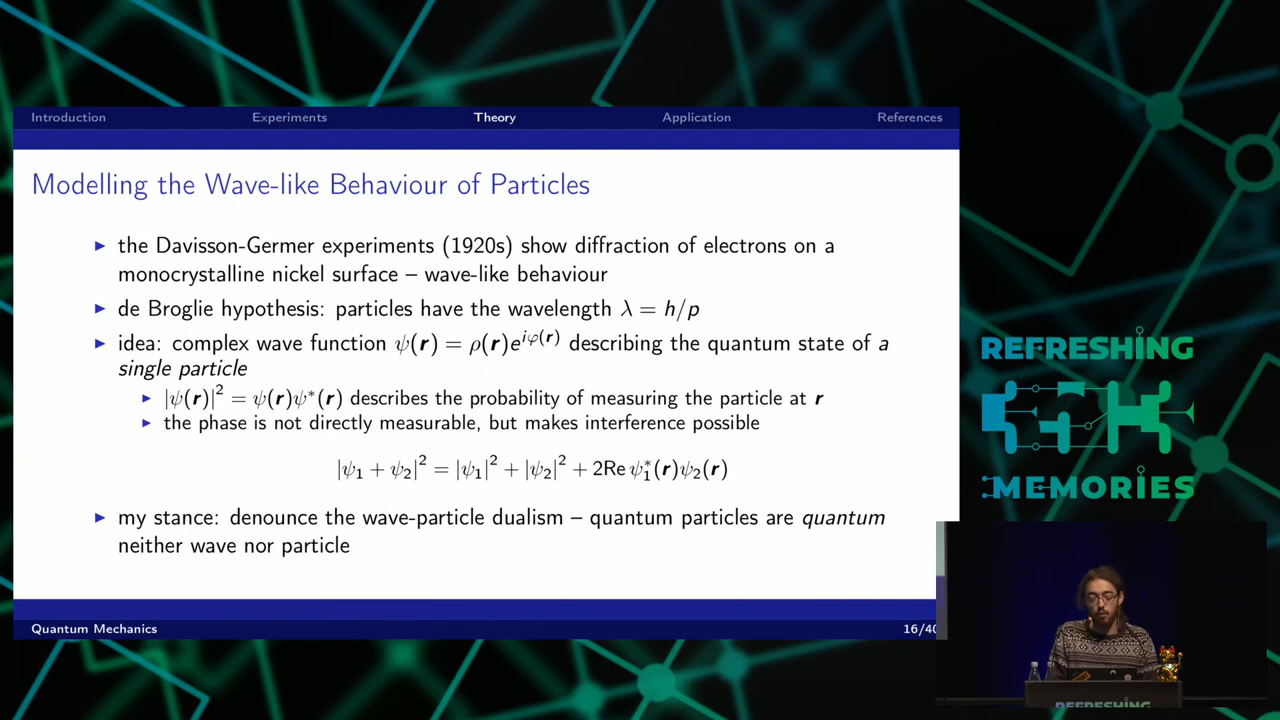 Introduction Experiments Theory Application References
Modelling the Wave-like Behaviour of Particles
▶ the Davisson-Germer experiments (1920s) show diffraction of electrons on a
monocrystalline nickel surface – wave-like behaviour
▶ de Broglie hypothesis: particles have the wavelength λ = h/p
▶ idea: complex wave function ψ(r) = ρ(r)e^{iφ(r)} describing the quantum state of a
single particle
▶ |ψ(r)|² = ψ(r)ψ*(r) describes the probability of measuring the particle at r
▶ the phase is not directly measurable, but makes interference possible
|ψ₁ + ψ₂|² = |ψ₁|² + |ψ₂|² + 2Re ψ₁*(r)ψ₂(r)
▶ my stance: denounce the wave-particle dualism – quantum particles are quantum
neither wave nor particle
Quantum Mechanics 16/40
REFRESHING
MEMORIES
REFRESHING